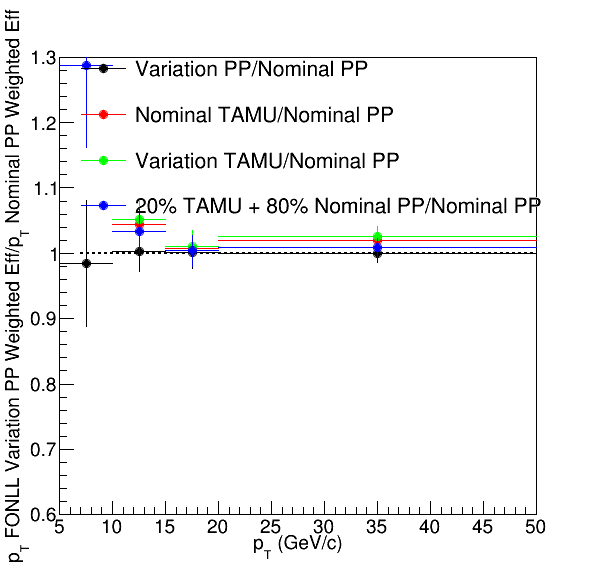 p_T FONLL Variation PP Weighted Eff/p_T Nominal PP Weighted Eff
1.3
1.2
1.1
1
0.9
0.8
0.7
0.6
Variation PP/Nominal PP
Nominal TAMU/Nominal PP
Variation TAMU/Nominal PP
20% TAMU + 80% Nominal PP/Nominal PP
5 10 15 20 25 30 35 40 45 50
p_T (GeV/c)